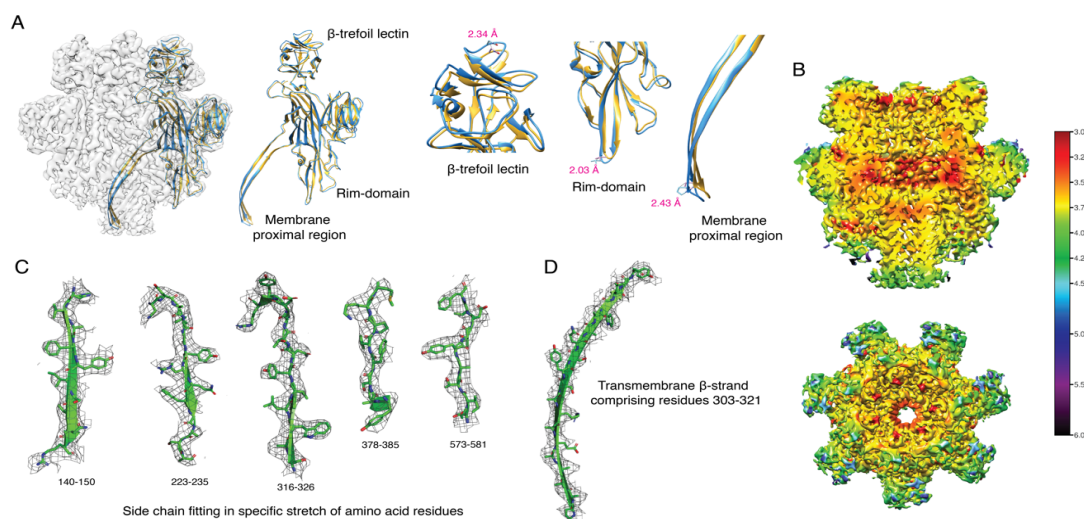 A
β-trefoil lectin
Rim-domain
Membrane
proximal region
2.34 Å
β-trefoil lectin
2.03 Å
Rim-domain
2.43 Å
Membrane
proximal region
B
3.0
3.5
3.7
4.0
4.2
4.5
5.0
5.5
6.0
C
140-150
223-235
316-326
378-385
573-581
Side chain fitting in specific stretch of amino acid residues
D
Transmembrane β-strand
comprising residues 303-321